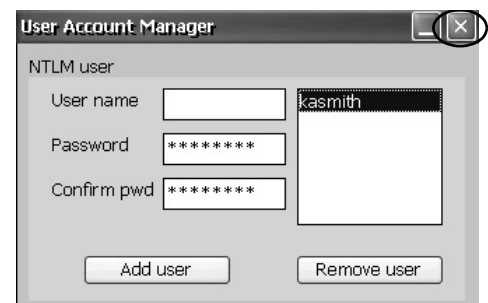 User Account Manager
NTLM user
User name
kasmith
Password ********
Confirm pwd ********
Add user Remove user